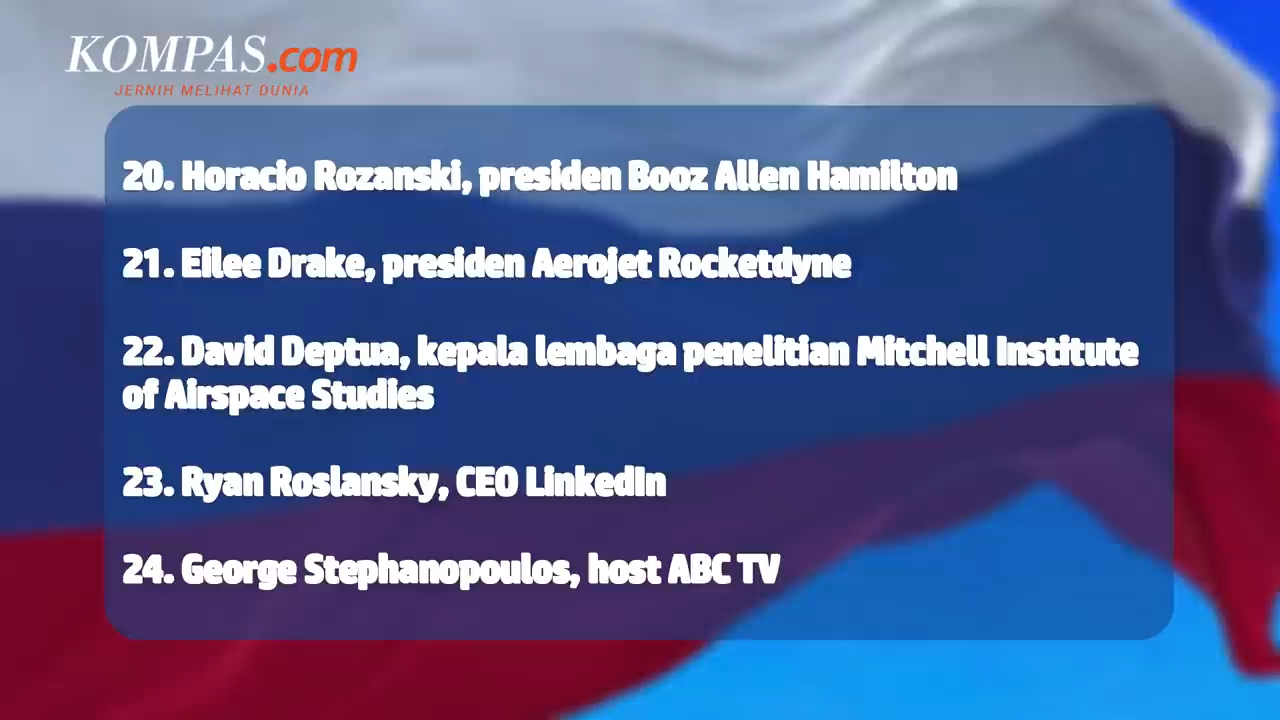 KOMPAS.com
JERNIH MELIHAT DUNIA
20. Horacio Rozanski, presiden Booz Allen Hamilton
21. Eilee Drake, presiden Aerojet Rocketdyne
22. David Deptua, kepala lembaga penelitian Mitchell Institute
of Airspace Studies
23. Ryan Roslansky, CEO LinkedIn
24. George Stephanopoulos, host ABC TV